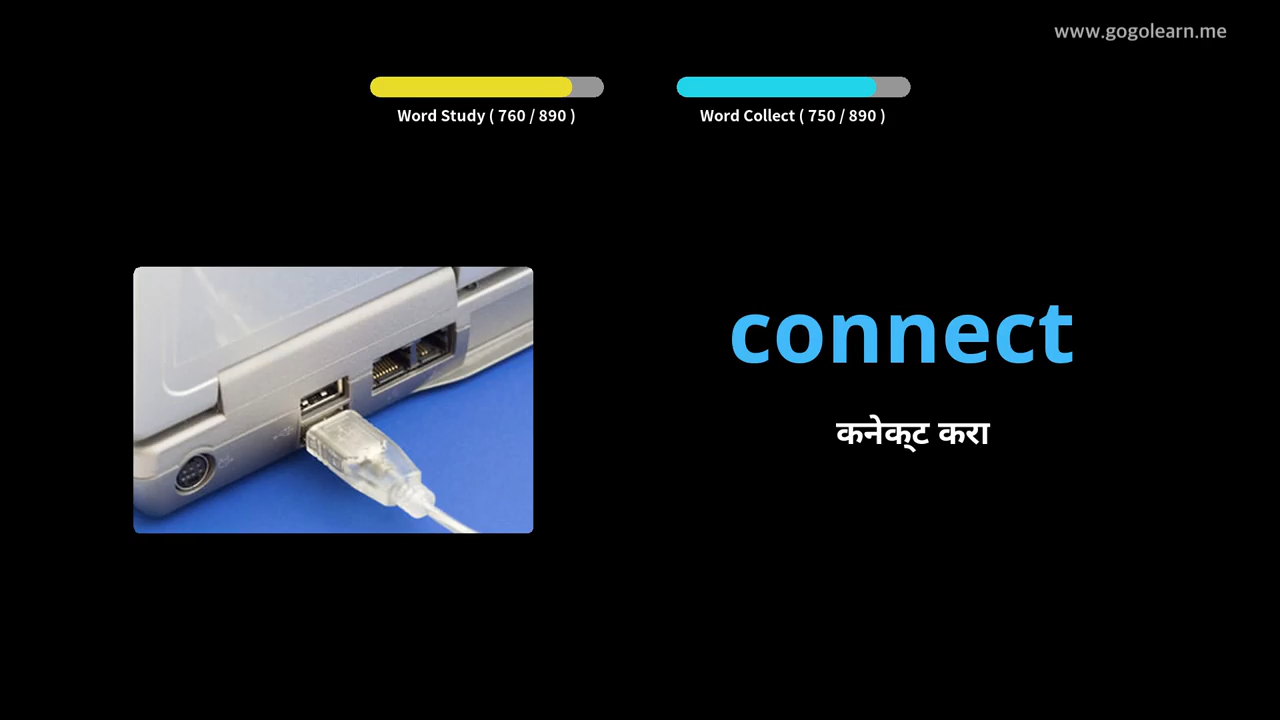 www.gogolearn.me
Word Study ( 760 / 890 )
Word Collect ( 750 / 890 )
connect
कनेक्ट करा